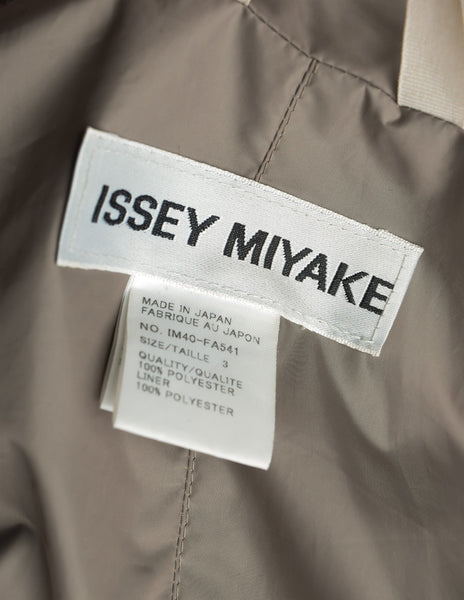 ISSEY MIYAKE
MADE IN JAPAN
FABRIQUE AU JAPON
NO. IM40-FA541
SIZE/TAILLE 3
QUALITY/QUALITE
100% POLYESTER
LINER
100% POLYESTER